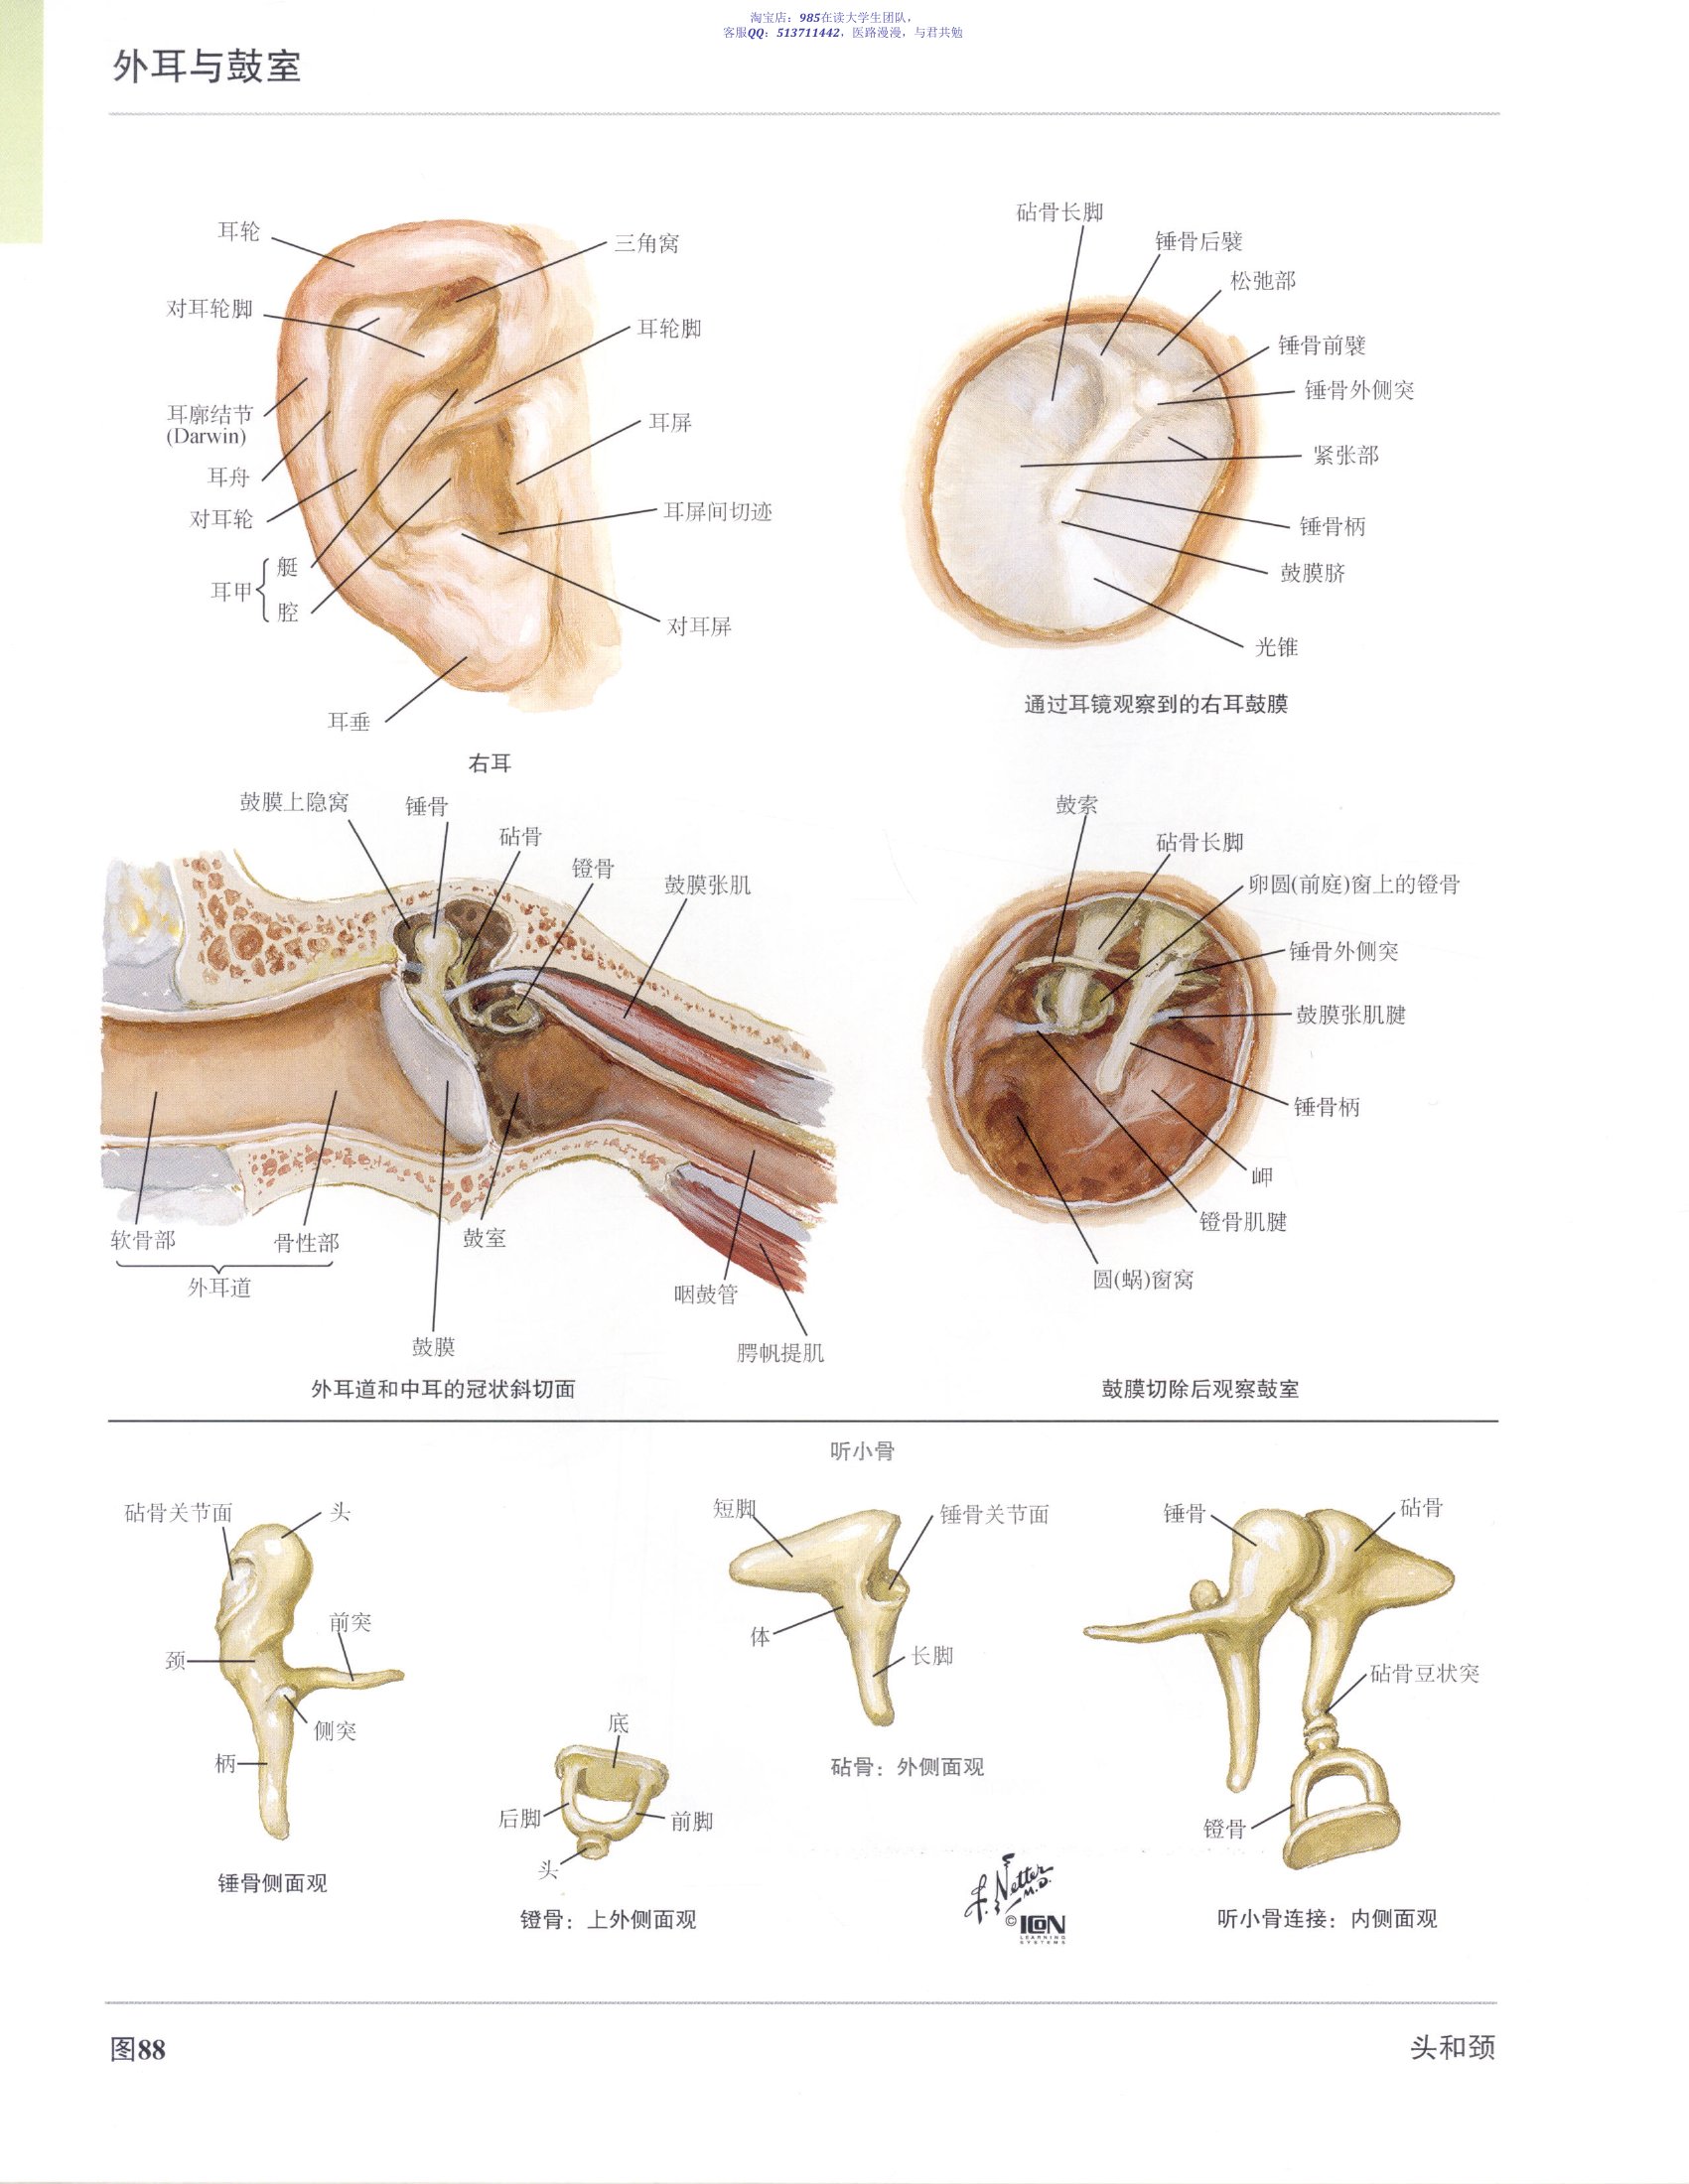 淘宝店：985在读大学生团队，
客服QQ：513711442，医路漫漫，与君共勉
外耳与鼓室
耳轮
三角窝
对耳轮脚
耳轮脚
耳廓结节
(Darwin)
耳屏
耳舟
对耳轮
耳屏间切迹
耳甲
艇
腔
对耳屏
耳垂
右耳
砧骨长脚
锤骨后襞
松弛部
锤骨前襞
锤骨外侧突
紧张部
锤骨柄
鼓膜脐
光锥
通过耳镜观察到的右耳鼓膜
鼓膜上隐窝
锤骨
砧骨
镫骨
鼓膜张肌
软骨部
骨性部
外耳道
鼓室
鼓膜
咽鼓管
腭帆提肌
外耳道和中耳的冠状斜切面
鼓索
砧骨长脚
卵圆(前庭)窗上的镫骨
锤骨外侧突
鼓膜张肌腱
锤骨柄
岬
镫骨肌腱
圆(蜗)窗窝
鼓膜切除后观察鼓室
听小骨
砧骨关节面
头
前突
颈
侧突
柄
锤骨侧面观
底
后脚
前脚
头
镫骨：上外侧面观
短脚
锤骨关节面
体
长脚
砧骨：外侧面观
锤骨
砧骨
砧骨豆状突
镫骨
听小骨连接：内侧面观
F. Netter
M.D.
© ICON
LEARNING
SYSTEMS
图88
头和颈